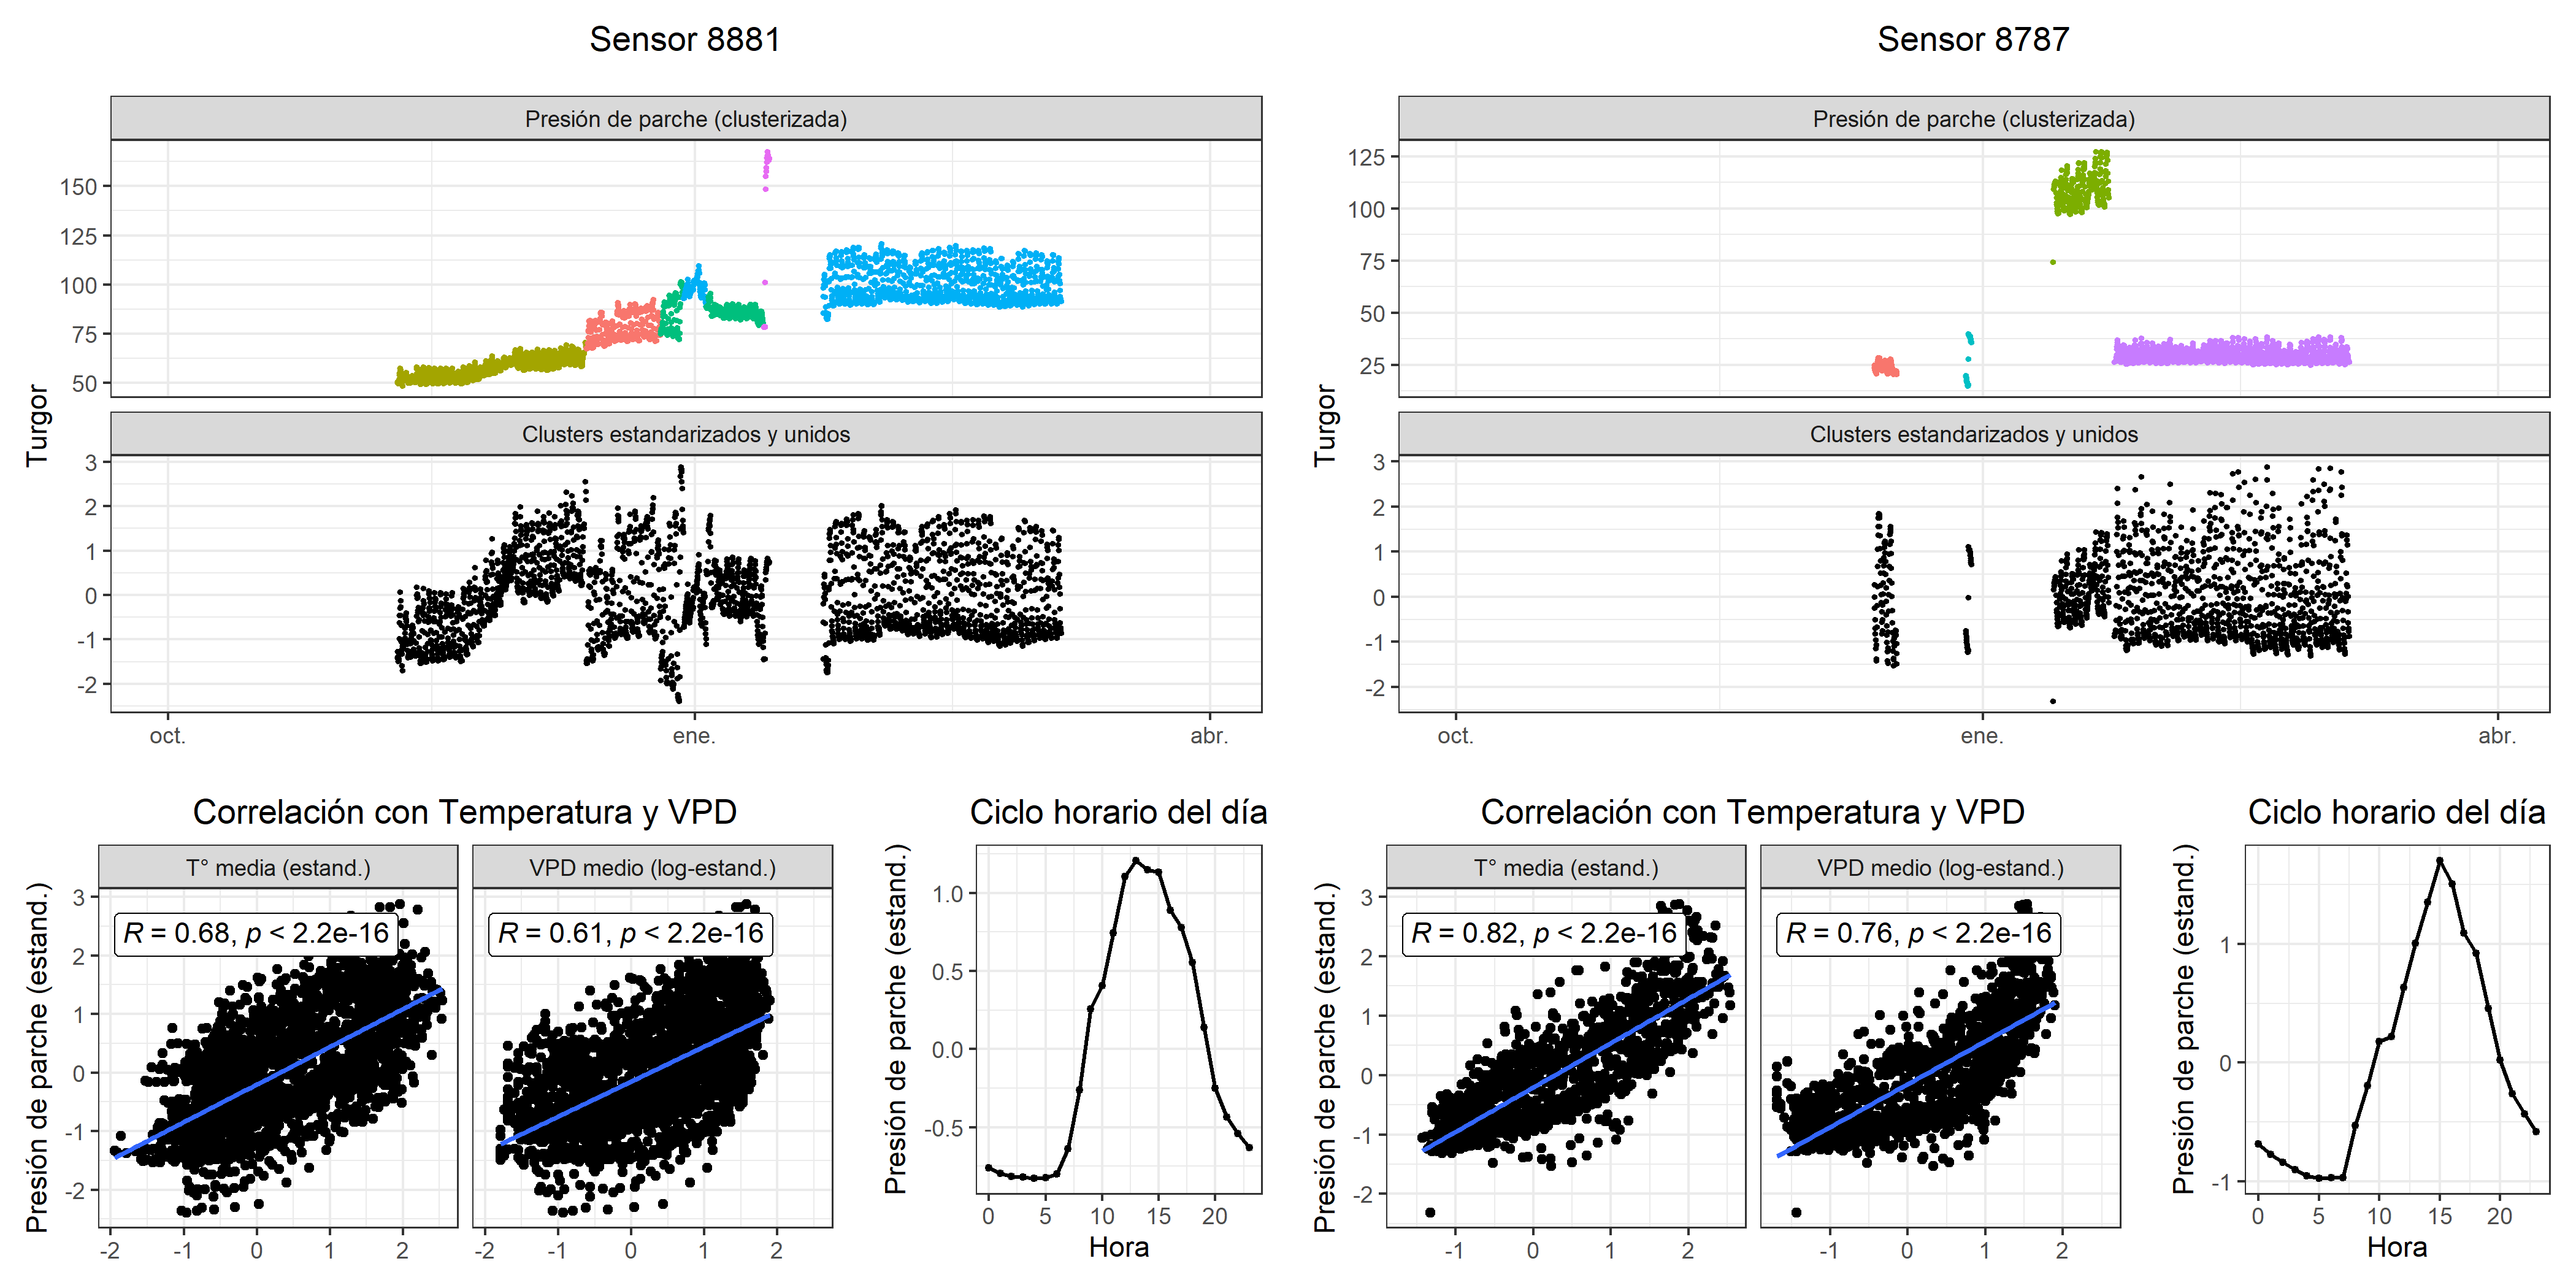 Sensor 8881
Presión de parche (clusterizada)
150
125
100
75
50
Turgor
Clusters estandarizados y unidos
3
2
1
0
-1
-2
oct.
ene.
abr.
Correlación con Temperatura y VPD
T° media (estand.)
VPD medio (log-estand.)
Presión de parche (estand.)
3
2
1
0
-1
-2
R = 0.68, p < 2.2e-16
R = 0.61, p < 2.2e-16
-2
-1
0
1
2
-2
-1
0
1
2
Ciclo horario del día
Presión de parche (estand.)
1.0
0.5
0.0
-0.5
0
5
10
15
20
Hora
Sensor 8787
Presión de parche (clusterizada)
125
100
75
50
25
Turgor
Clusters estandarizados y unidos
3
2
1
0
-1
-2
oct.
ene.
abr.
Correlación con Temperatura y VPD
T° media (estand.)
VPD medio (log-estand.)
Presión de parche (estand.)
3
2
1
0
-1
-2
R = 0.82, p < 2.2e-16
R = 0.76, p < 2.2e-16
-1
0
1
2
-1
0
1
2
Ciclo horario del día
Presión de parche (estand.)
1
0
-1
0
5
10
15
20
Hora